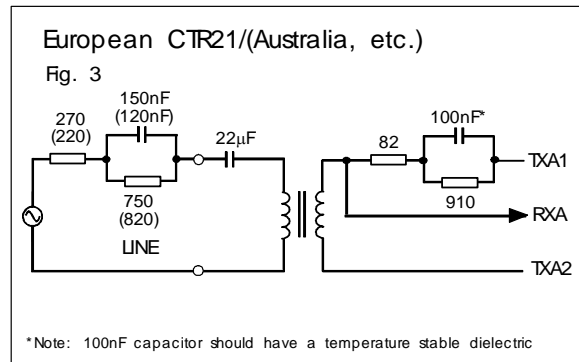 European CTR21/(Australia, etc.)
Fig. 3
150nF
(120nF)
100nF*
270
(220)
22µF
82
TXA1
750
(820)
910
RXA
LINE
TXA2
*Note: 100nF capacitor should have a temperature stable dielectric